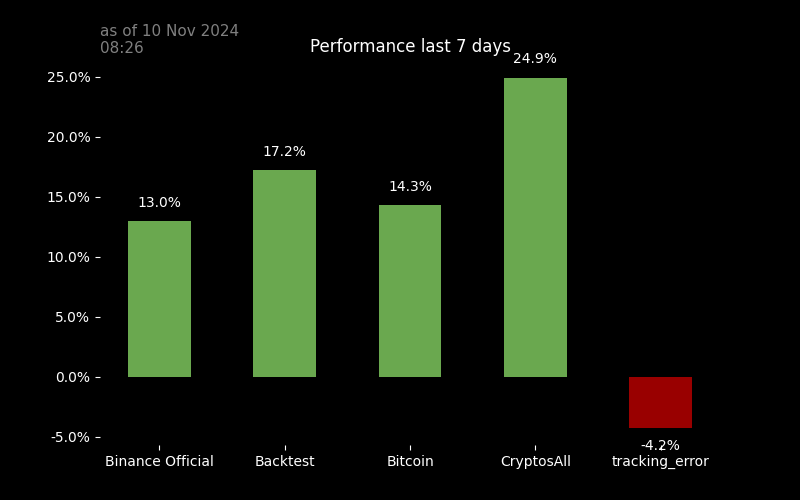 as of 10 Nov 2024
08:26
Performance last 7 days
24.9%
25.0%
20.0%
17.2%
15.0%
14.3%
13.0%
10.0%
5.0%
0.0%
-5.0%
-4.2%
Binance Official
Backtest
Bitcoin
CryptosAll
tracking_error